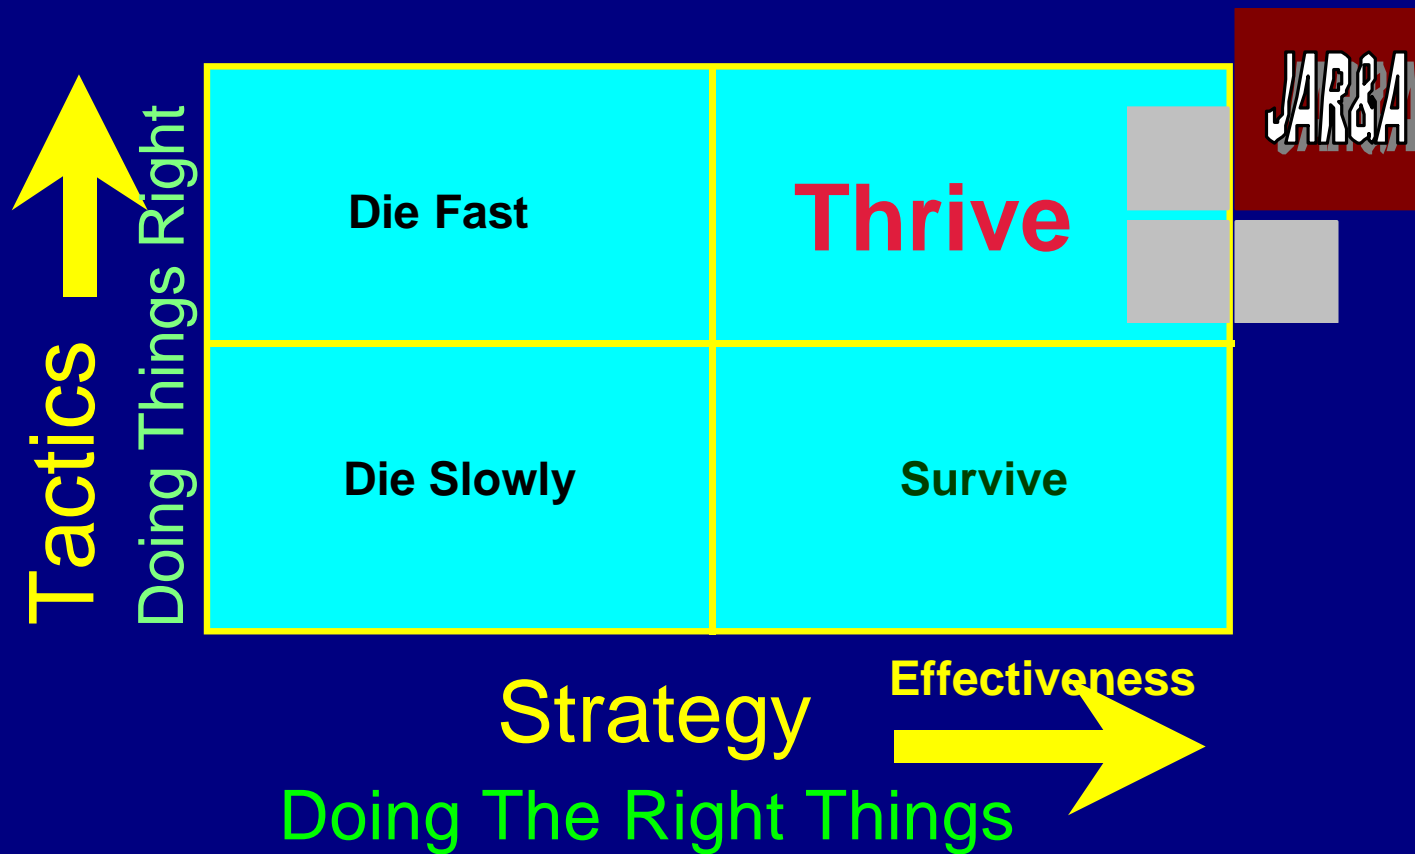 JAR&A
Die Fast
Thrive
Die Slowly
Survive
Tactics
Doing Things Right
Effectiveness
Strategy
Doing The Right Things